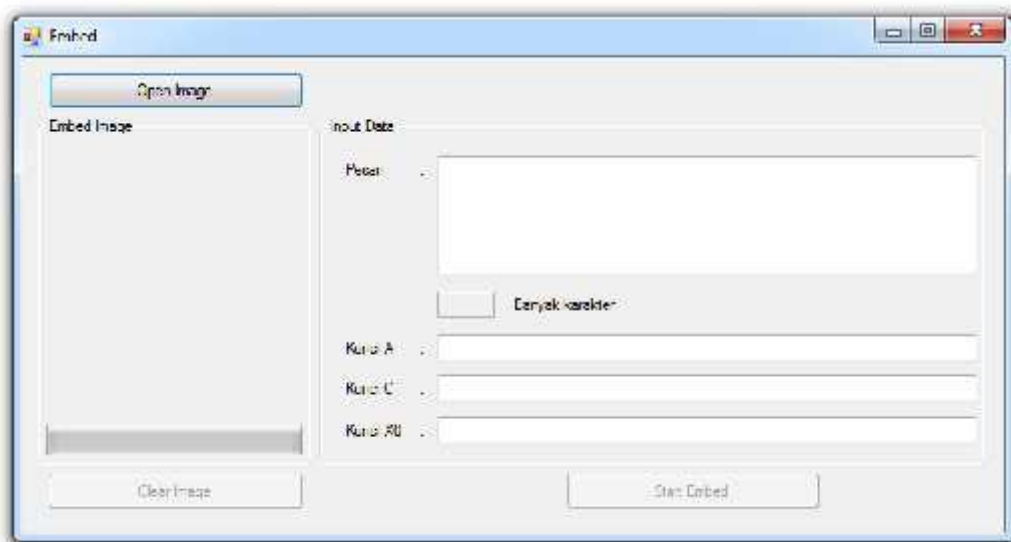 Embed
Open Image
Embed Image
Input Data
Pesan :
Banyak karakter
Kunci A :
Kunci C :
Kunci X0 :
Clear Image
Start Embed